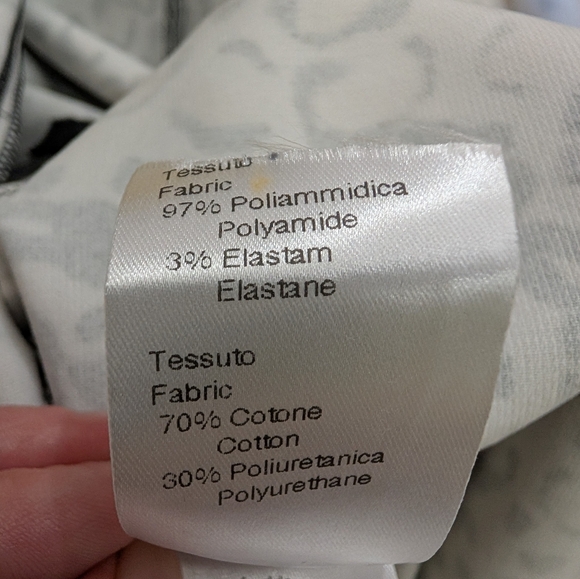 Tessuto
Fabric
97% Poliammidica
Polyamide
3% Elastam
Elastane
Tessuto
Fabric
70% Cotone
Cotton
30% Poliuretanica
Polyurethane